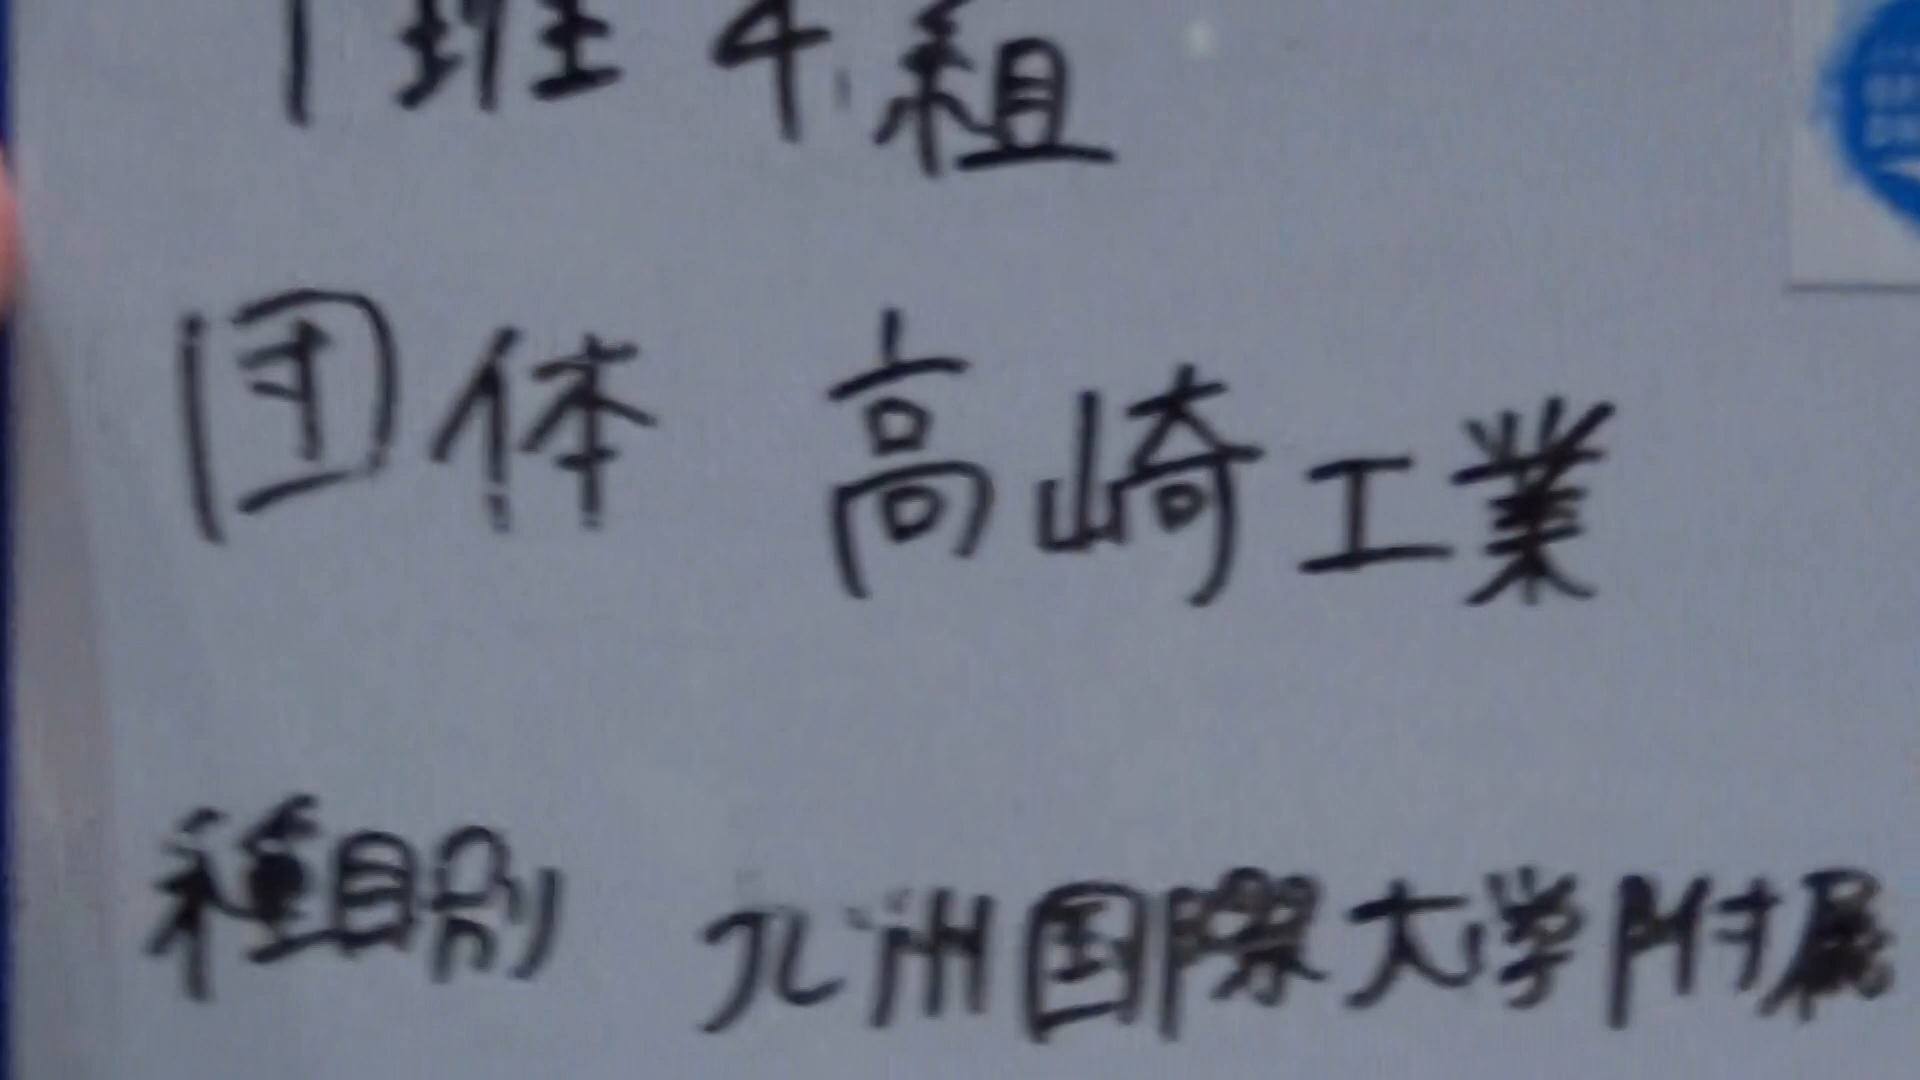 1班4組
団体 高崎工業
種目別 九州国際大学附属